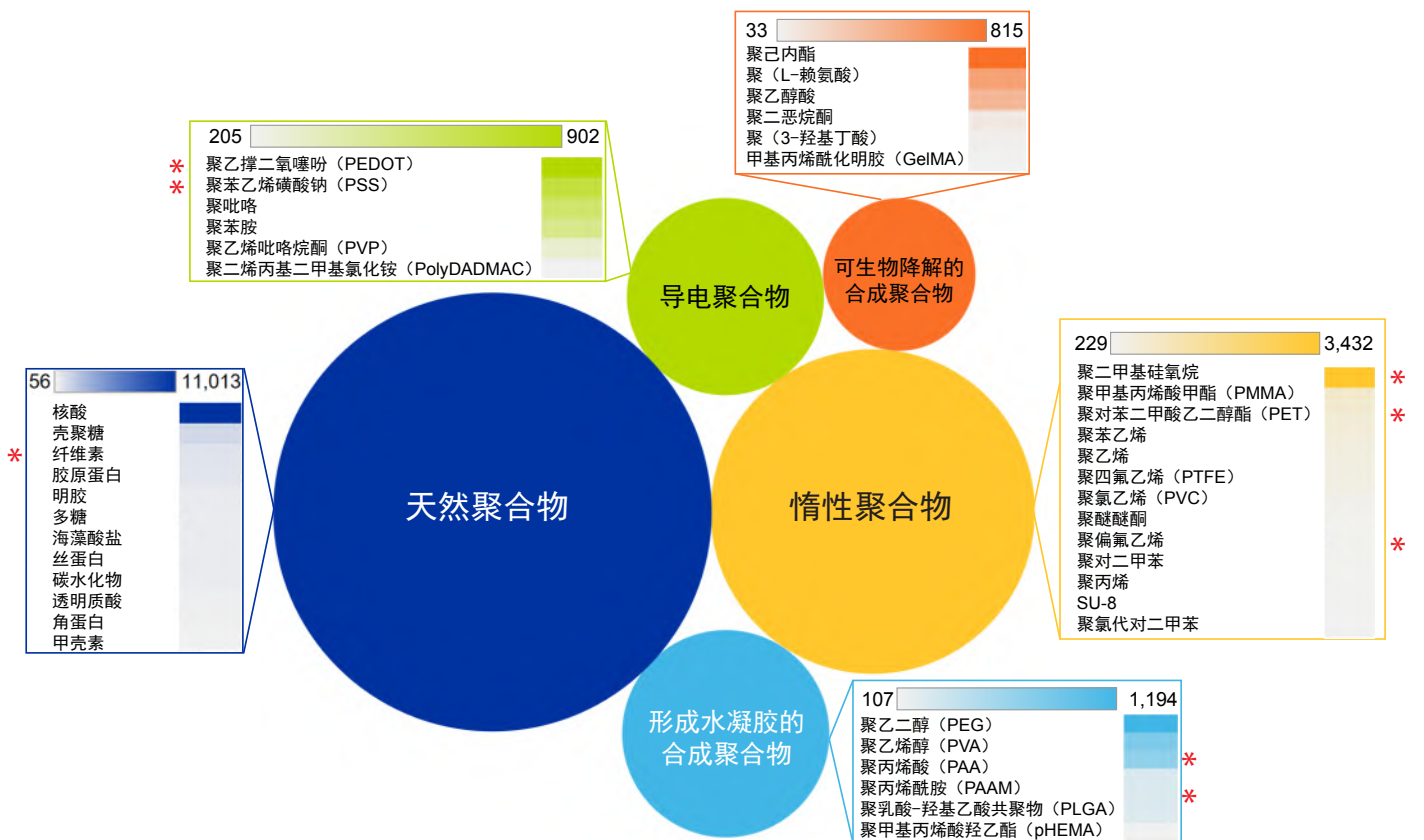 33 815
聚己内酯
聚（L-赖氨酸）
聚乙醇酸
聚二恶烷酮
聚（3-羟基丁酸）
甲基丙烯酰化明胶（GelMA）
205 902
* 聚乙撑二氧噻吩（PEDOT）
* 聚苯乙烯磺酸钠（PSS）
聚吡咯
聚苯胺
聚乙烯吡咯烷酮（PVP）
聚二烯丙基二甲基氯化铵（PolyDADMAC）
导电聚合物
可生物降解的
合成聚合物
229 3,432
聚二甲基硅氧烷 *
聚甲基丙烯酸甲酯（PMMA）
聚对苯二甲酸乙二醇酯（PET） *
聚苯乙烯
聚乙烯
聚四氟乙烯（PTFE）
聚氯乙烯（PVC）
聚醚醚酮
聚偏氟乙烯 *
聚对二甲苯
聚丙烯
SU-8
聚氯代对二甲苯
56 11,013
核酸
壳聚糖
* 纤维素
胶原蛋白
明胶
多糖
海藻酸盐
丝蛋白
碳水化物
透明质酸
角蛋白
甲壳素
天然聚合物
惰性聚合物
形成水凝胶的
合成聚合物
107 1,194
聚乙二醇（PEG）
聚乙烯醇（PVA）
聚丙烯酸（PAA） *
聚丙烯酰胺（PAAM）
聚乳酸-羟基乙酸共聚物（PLGA） *
聚甲基丙烯酸羟乙酯（pHEMA）